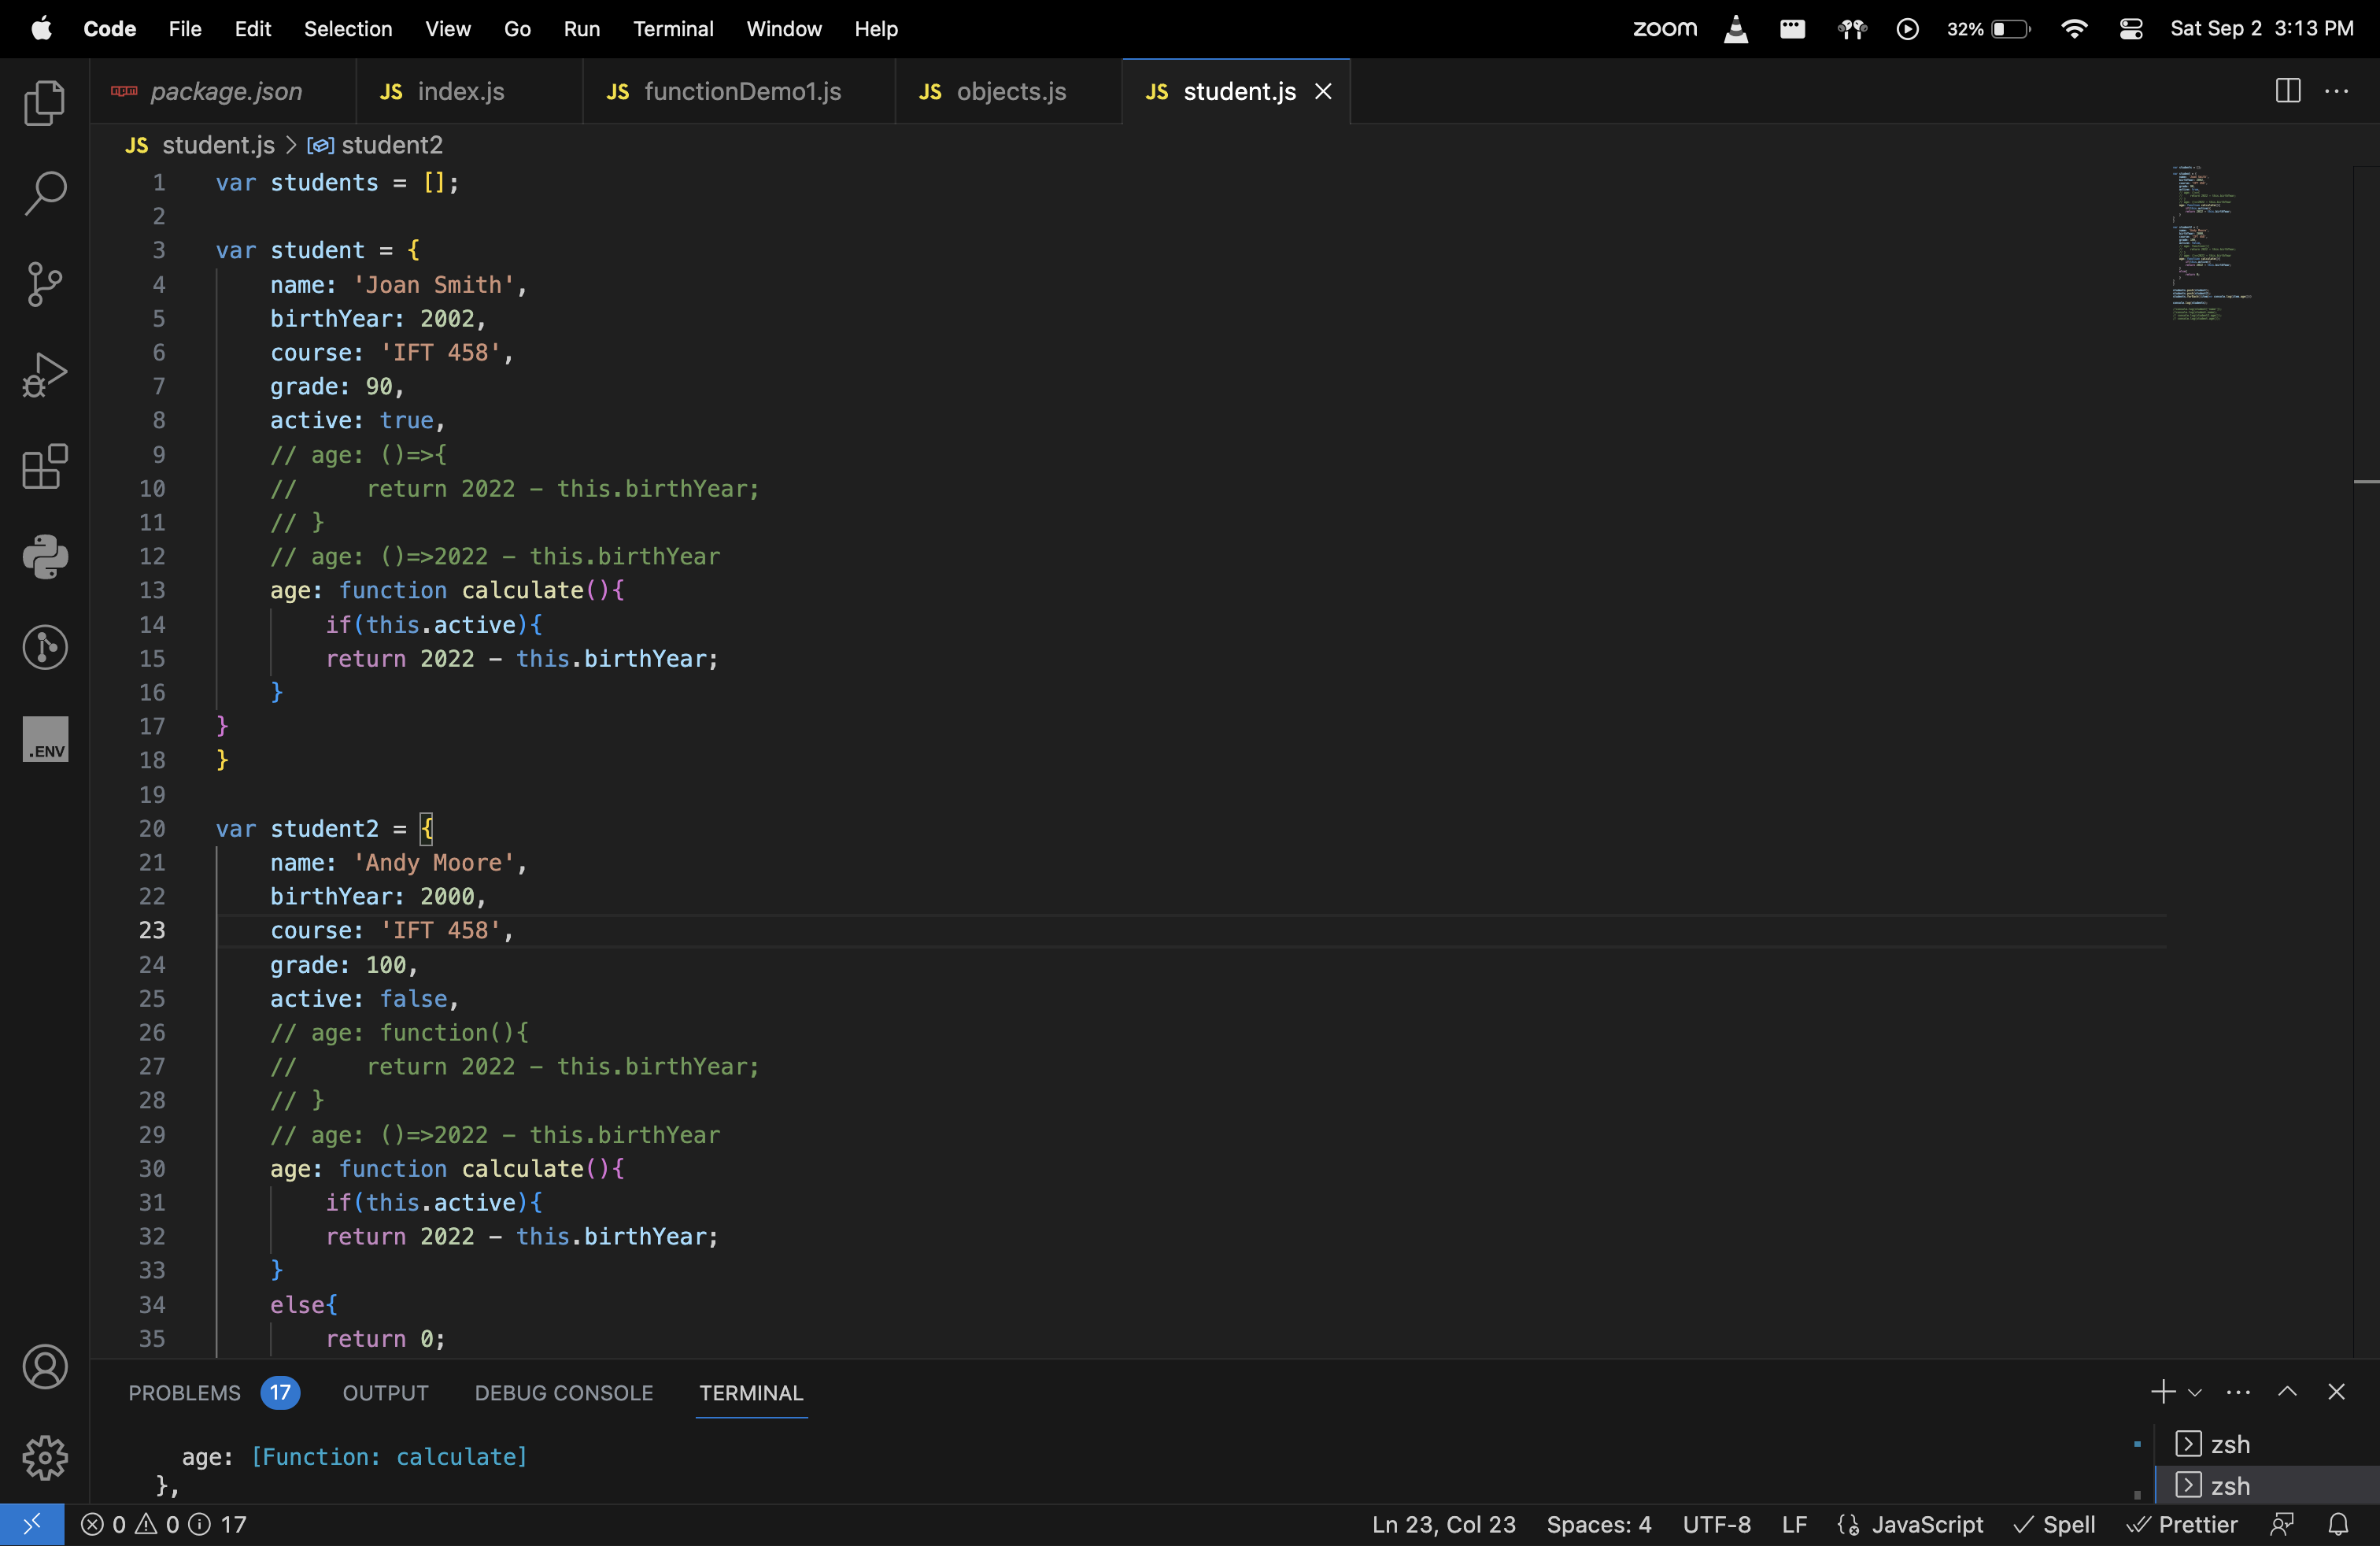 Code File Edit Selection View Go Run Terminal Window Help zoom 32% Sat Sep 2 3:13 PM
package.json JS index.js JS functionDemo1.js JS objects.js JS student.js
JS student.js > student2
1 var students = [];
2
3 var student = {
4 name: 'Joan Smith',
5 birthYear: 2002,
6 course: 'IFT 458',
7 grade: 90,
8 active: true,
9 // age: ()=>{
10 // return 2022 - this.birthYear;
11 // }
12 // age: ()=>2022 - this.birthYear
13 age: function calculate(){
14 if(this.active){
15 return 2022 - this.birthYear;
16 }
17 }
18 }
19
20 var student2 = {
21 name: 'Andy Moore',
22 birthYear: 2000,
23 course: 'IFT 458',
24 grade: 100,
25 active: false,
26 // age: function(){
27 // return 2022 - this.birthYear;
28 // }
29 // age: ()=>2022 - this.birthYear
30 age: function calculate(){
31 if(this.active){
32 return 2022 - this.birthYear;
33 }
34 else{
35 return 0;
.ENV
PROBLEMS 17 OUTPUT DEBUG CONSOLE TERMINAL
age: [Function: calculate]
},
zsh
zsh
0 0 17 Ln 23, Col 23 Spaces: 4 UTF-8 LF JavaScript Spell Prettier